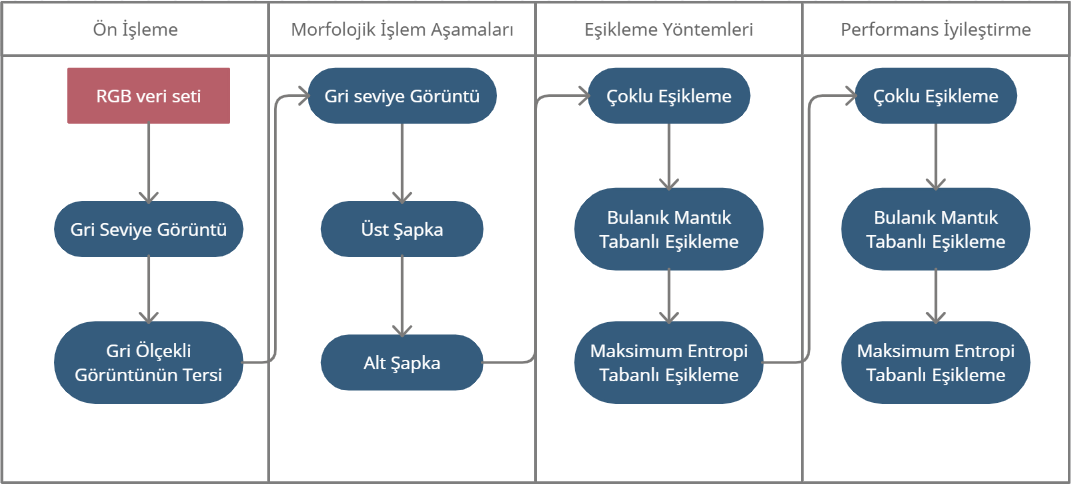 Ön İşleme
RGB veri seti
Gri Seviye Görüntü
Gri Ölçekli
Görüntünün Tersi
Morfolojik İşlem Aşamaları
Gri seviye Görüntü
Üst Şapka
Alt Şapka
Eşikleme Yöntemleri
Çoklu Eşikleme
Bulanık Mantık
Tabanlı Eşikleme
Maksimum Entropi
Tabanlı Eşikleme
Performans İyileştirme
Çoklu Eşikleme
Bulanık Mantık
Tabanlı Eşikleme
Maksimum Entropi
Tabanlı Eşikleme